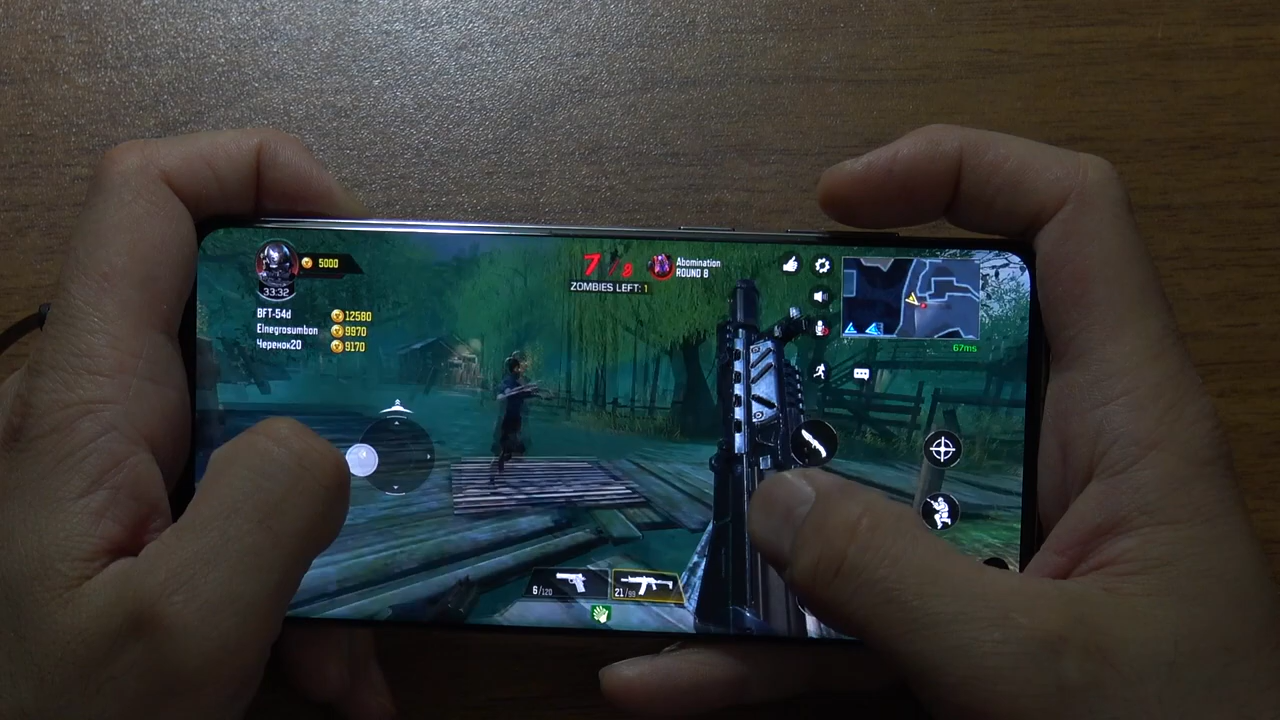 5000
33:32
BFT-54d 12580
Elnegrosumbon 9970
Черенок20 9170
7/8
Abomination
ROUND 8
ZOMBIES LEFT: 1
67ms
6/120
21/99